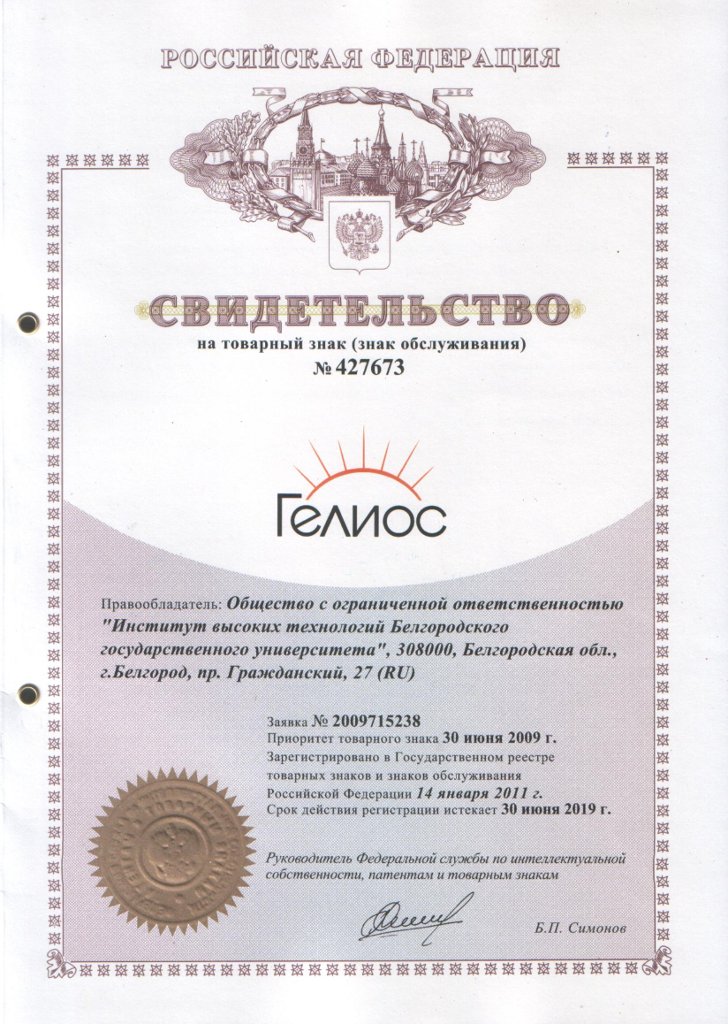 РОССИЙСКАЯ ФЕДЕРАЦИЯ
СВИДЕТЕЛЬСТВО
на товарный знак (знак обслуживания)
№ 427673
Гелиос
Правообладатель: Общество с ограниченной ответственностью
"Институт высоких технологий Белгородского
государственного университета", 308000, Белгородская обл.,
г.Белгород, пр. Гражданский, 27 (RU)
Заявка № 2009715238
Приоритет товарного знака 30 июня 2009 г.
Зарегистрировано в Государственном реестре
товарных знаков и знаков обслуживания
Российской Федерации 14 января 2011 г.
Срок действия регистрации истекает 30 июня 2019 г.
Руководитель Федеральной службы по интеллектуальной
собственности, патентам и товарным знакам
Б.П. Симонов